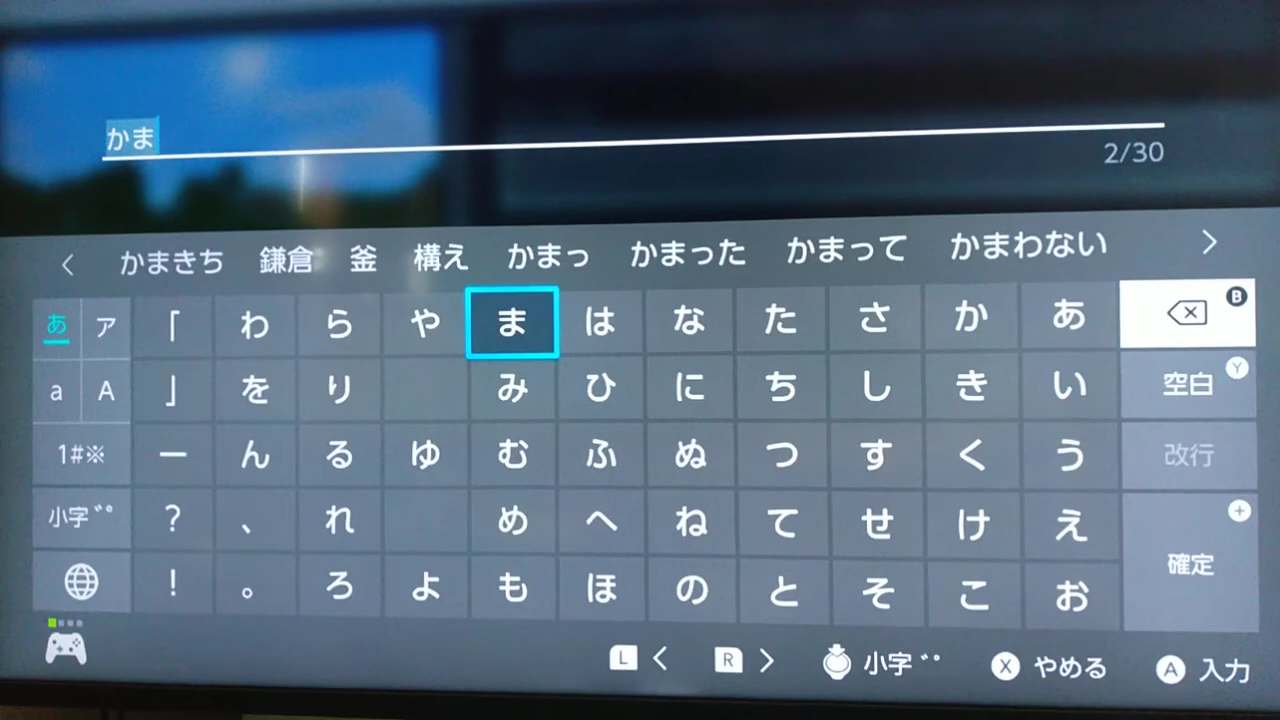 かま
2/30
< かまきち 鎌倉 釜 構え かまっ かまった かまって かまわない >
あ ア 「 わ ら や ま は な た さ か あ B
a A 」 を り み ひ に ち し き い 空白 Y
1#※ ー ん る ゆ む ふ ぬ つ す く う 改行
小字゛゜ ? 、 れ め へ ね て せ け え 確定 +
! 。 ろ よ も ほ の と そ こ お
L < R > 小字゛゜ X やめる A 入力